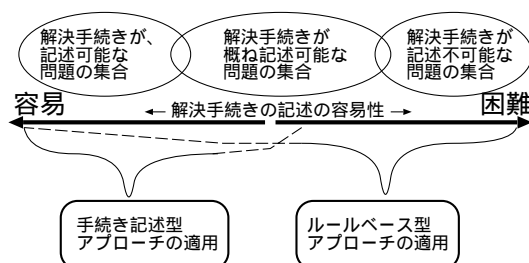 解決手続きが、
記述可能な
問題の集合
解決手続きが
概ね記述可能な
問題の集合
解決手続きが
記述不可能な
問題の集合
容易
解決手続きの記述の容易性
困難
手続き記述型
アプローチの適用
ルールベース型
アプローチの適用